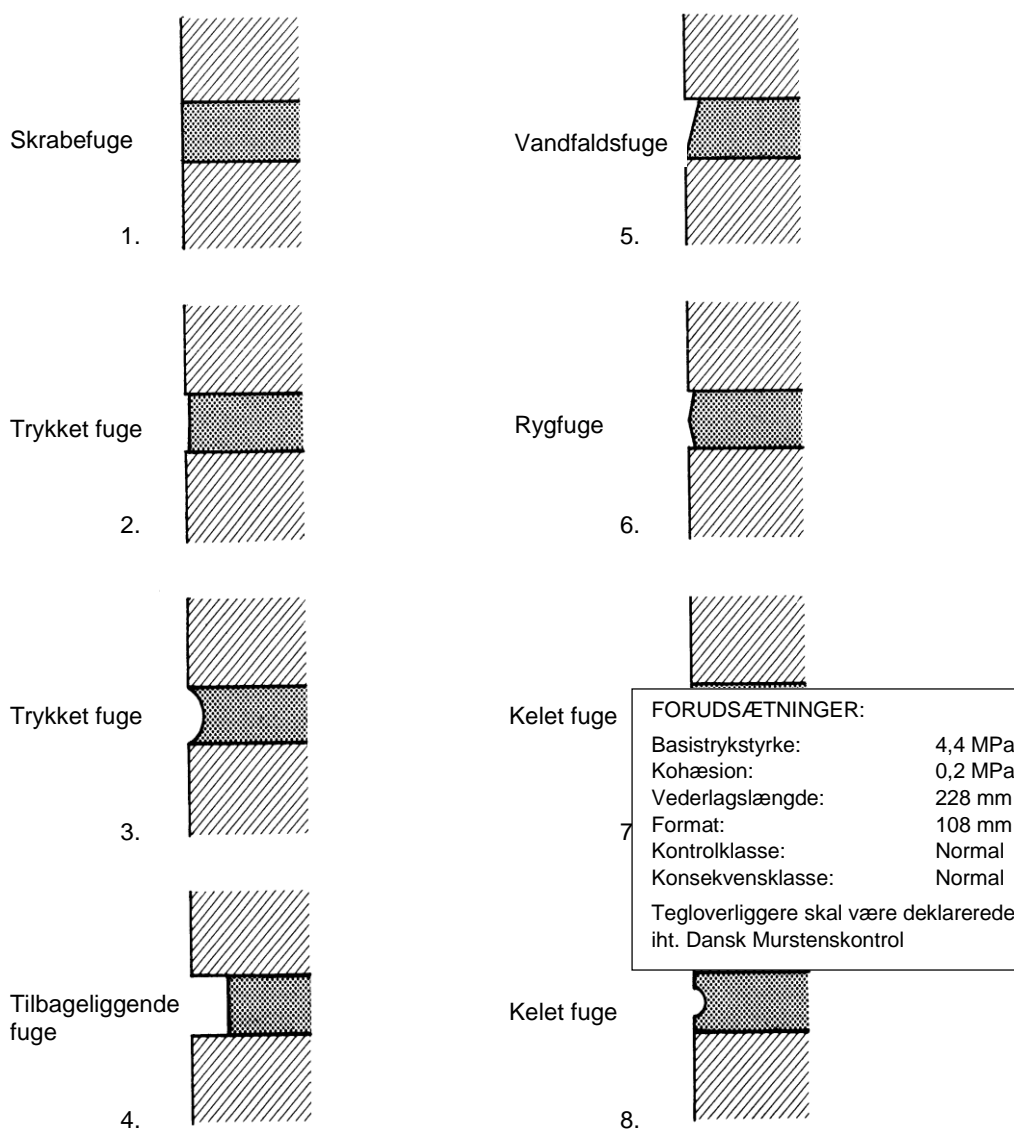 Skrabefuge
1.
Trykket fuge
2.
Trykket fuge
3.
Tilbageliggende
fuge
4.
Vandfaldsfuge
5.
Rygfuge
6.
Kelet fuge
7
FORUDSÆTNINGER:
Basistrykstyrke: 4,4 MPa
Kohæsion: 0,2 MPa
Vederlagslængde: 228 mm
Format: 108 mm
Kontrolklasse: Normal
Konsekvensklasse: Normal
Tegloverliggere skal være deklarerede
iht. Dansk Murstenskontrol
Kelet fuge
8.